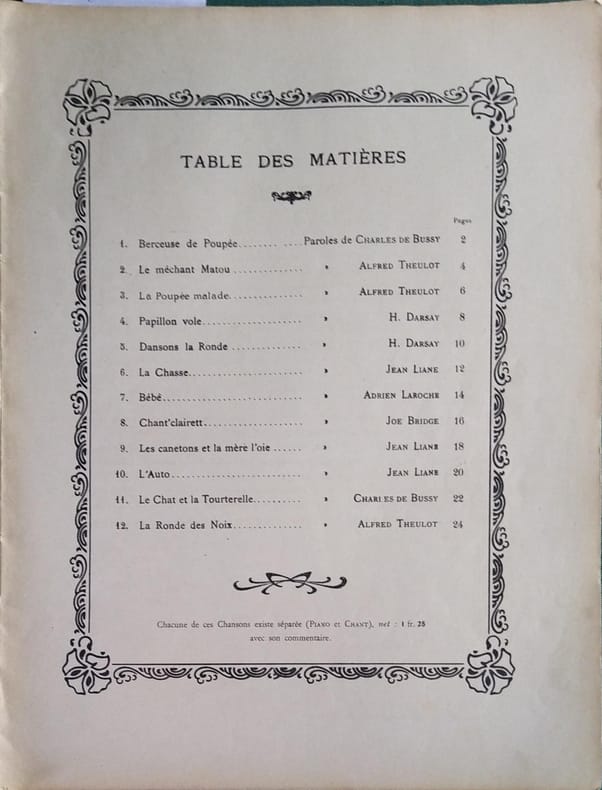 TABLE DES MATIÈRES
Pages
1. Berceuse de Poupée........ ....Paroles de CHARLES DE BUSSY 2
2. Le méchant Matou.............. » ALFRED THEULOT 4
3. La Poupée malade............... » ALFRED THEULOT 6
4. Papillon vole.................... » H. DARSAY 8
5. Dansons la Ronde .............. » H. DARSAY 10
6. La Chasse....................... » JEAN LIANE 12
7. Bébé............................ » ADRIEN LAROCHE 14
8. Chant'clairett.................... » JOE BRIDGE 16
9. Les canetons et la mère l'oie ...... » JEAN LIANE 18
10. L'Auto.......................... » JEAN LIANE 20
11. Le Chat et la Tourterelle.......... » CHARLES DE BUSSY 22
12. La Ronde des Noix.............. » ALFRED THEULOT 24
Chacune de ces Chansons existe séparée (PIANO et CHANT), net : 1 fr. 25
avec son commentaire.